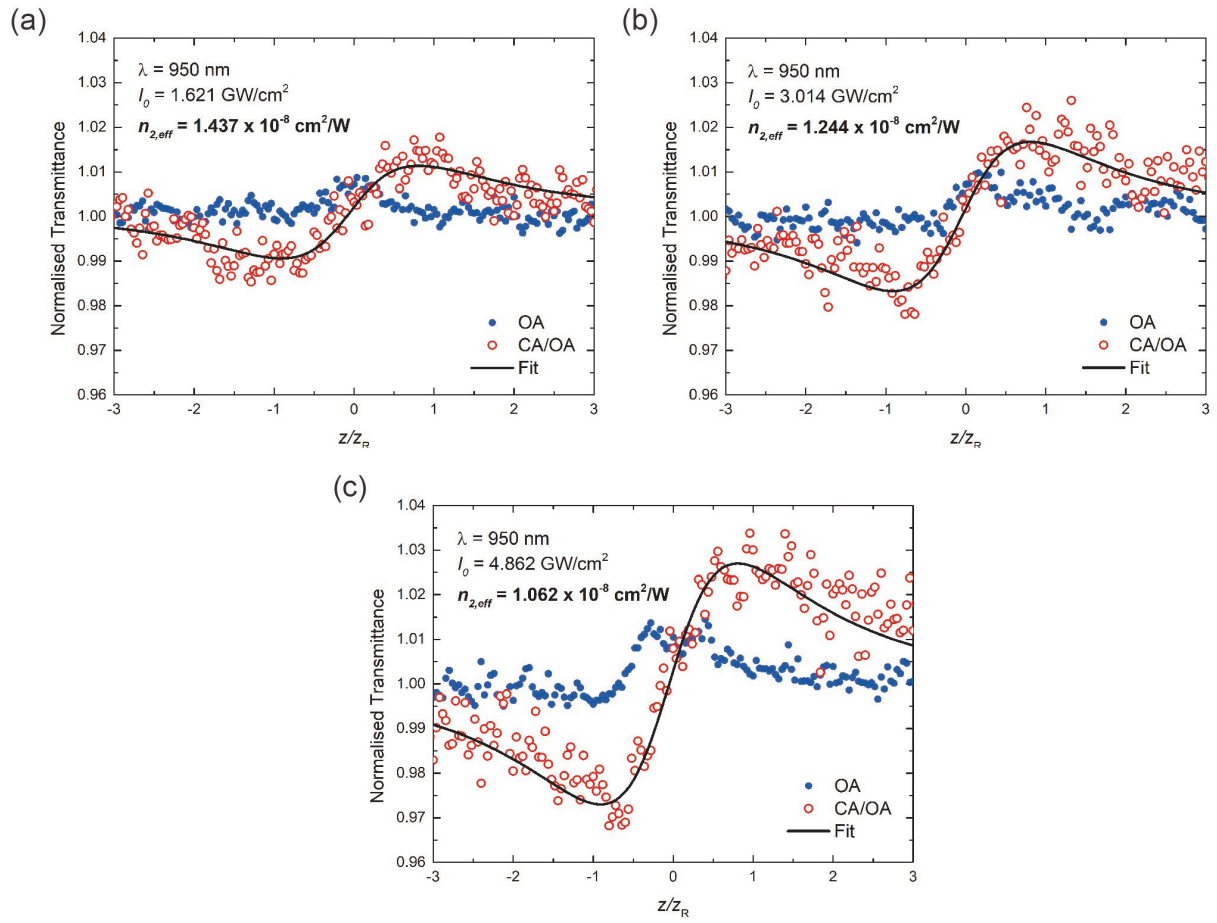 (a)
1.04
1.03
1.02
1.01
1.00
0.99
0.98
0.97
0.96
Normalised Transmittance
λ = 950 nm
I₀ = 1.621 GW/cm²
n₂,eff = 1.437 x 10⁻⁸ cm²/W
OA
CA/OA
Fit
-3 -2 -1 0 1 2 3
z/z_R
(b)
1.04
1.03
1.02
1.01
1.00
0.99
0.98
0.97
0.96
Normalised Transmittance
λ = 950 nm
I₀ = 3.014 GW/cm²
n₂,eff = 1.244 x 10⁻⁸ cm²/W
OA
CA/OA
Fit
-3 -2 -1 0 1 2 3
z/z_R
(c)
1.04
1.03
1.02
1.01
1.00
0.99
0.98
0.97
0.96
Normalised Transmittance
λ = 950 nm
I₀ = 4.862 GW/cm²
n₂,eff = 1.062 x 10⁻⁸ cm²/W
OA
CA/OA
Fit
-3 -2 -1 0 1 2 3
z/z_R